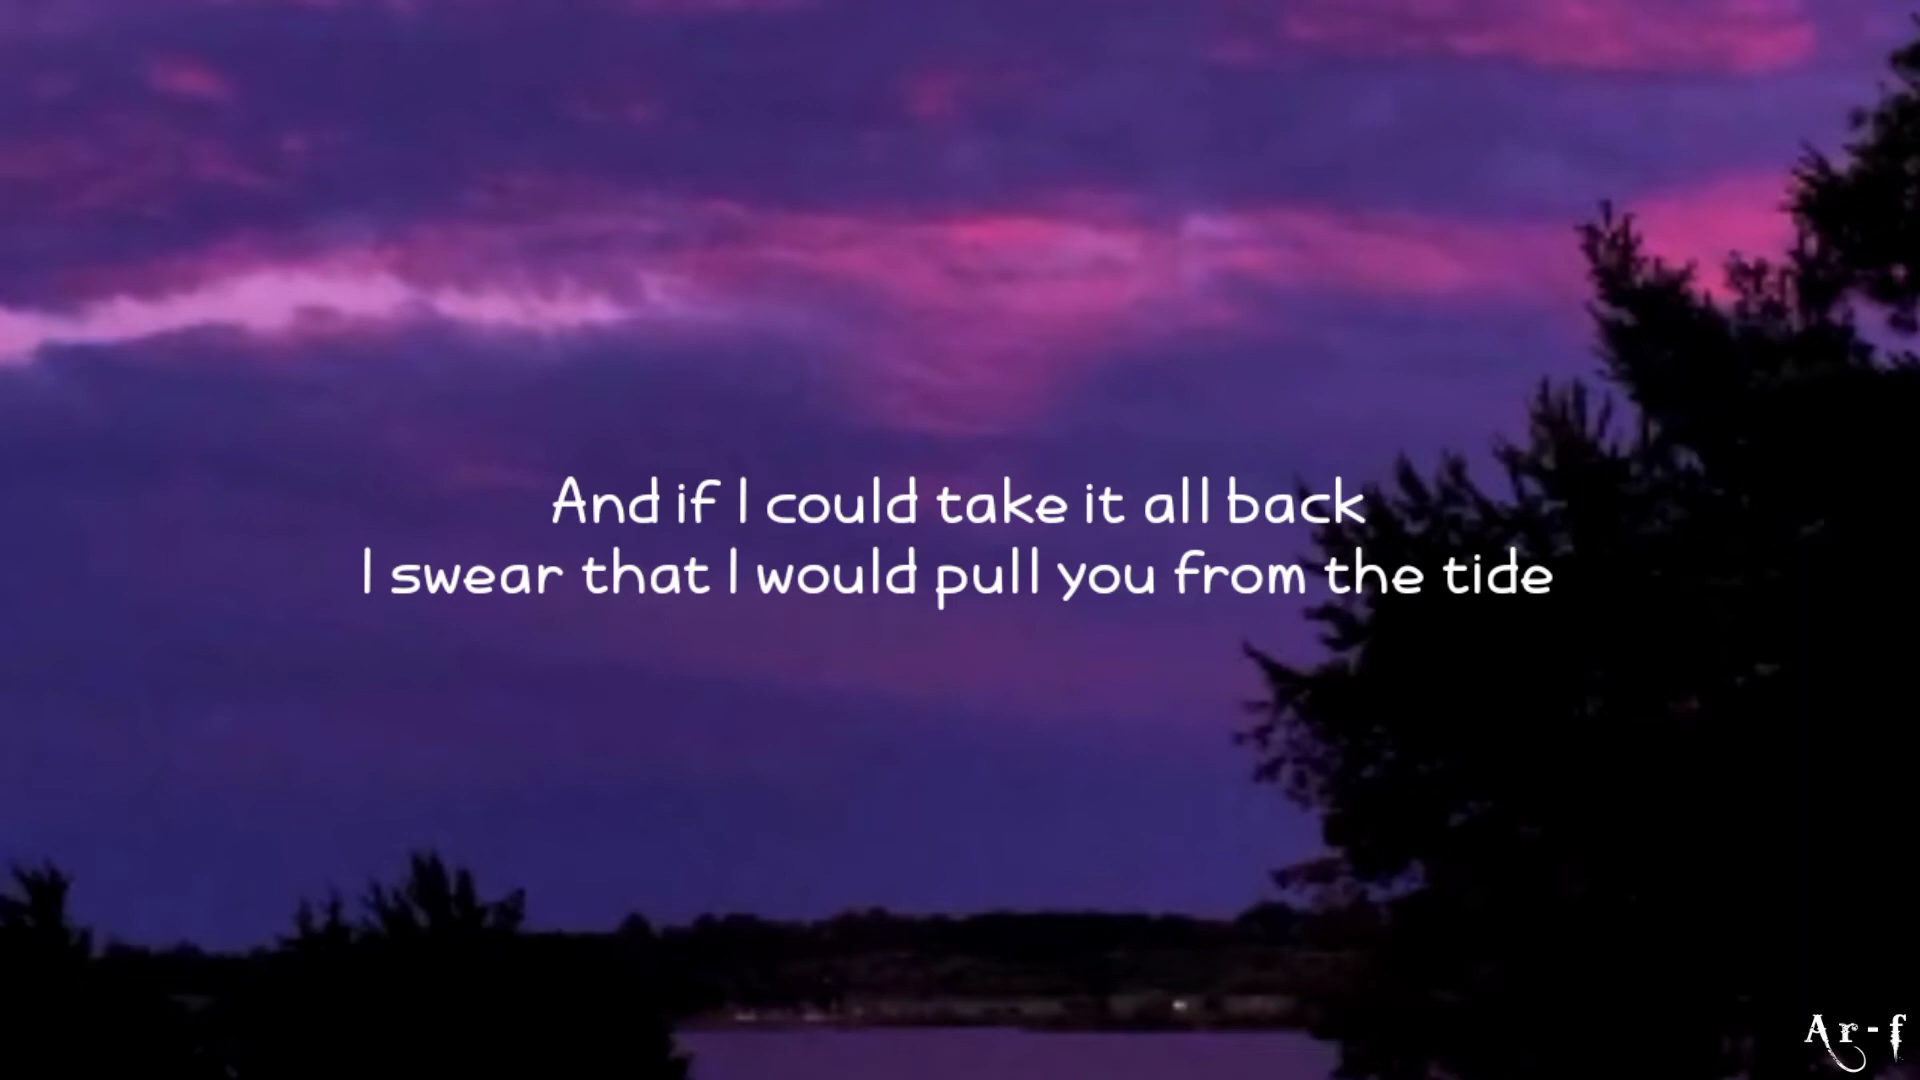 And if I could take it all back
I swear that I would pull you from the tide
Ar-f